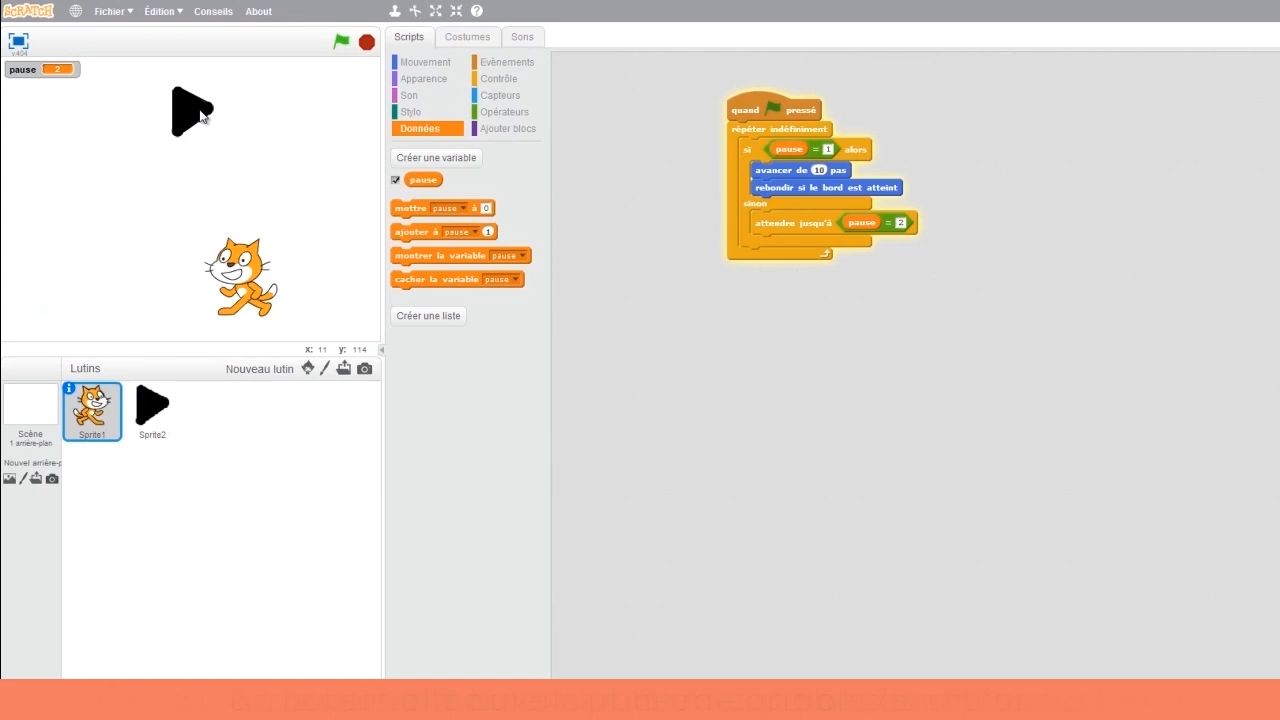 SCRATCH Fichier Édition Conseils About
v404
Scripts Costumes Sons
pause 2
Mouvement Evènements
Apparence Contrôle
Son Capteurs
Stylo Opérateurs
Données Ajouter blocs
Créer une variable
pause
mettre pause à 0
ajouter à pause 1
montrer la variable pause
cacher la variable pause
Créer une liste
quand pressé
répéter indéfiniment
si pause = 1 alors
avancer de 10 pas
rebondir si le bord est atteint
sinon
attendre jusqu'à pause = 2
x: 11 y: 114
Lutins Nouveau lutin
Sprite1 Sprite2
Scène
1 arrière-plan
Nouvel arrière-p